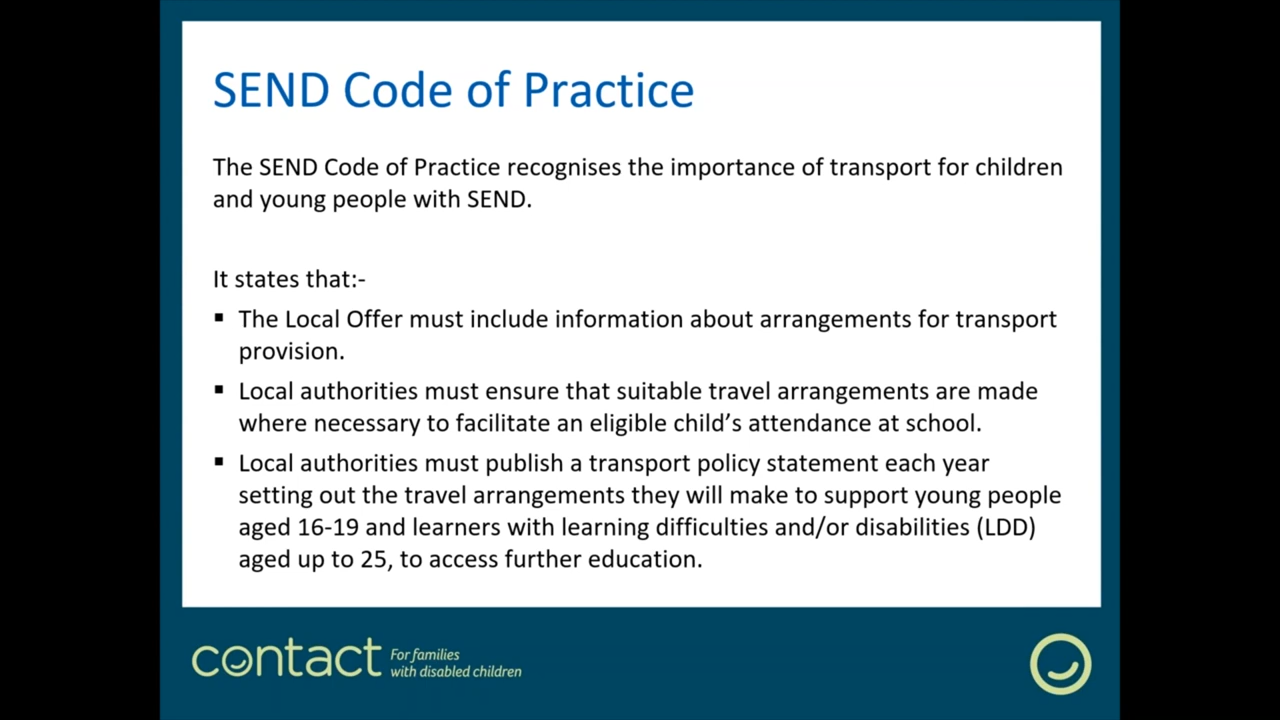 SEND Code of Practice
The SEND Code of Practice recognises the importance of transport for children
and young people with SEND.
It states that:-
▪ The Local Offer must include information about arrangements for transport
provision.
▪ Local authorities must ensure that suitable travel arrangements are made
where necessary to facilitate an eligible child’s attendance at school.
▪ Local authorities must publish a transport policy statement each year
setting out the travel arrangements they will make to support young people
aged 16-19 and learners with learning difficulties and/or disabilities (LDD)
aged up to 25, to access further education.
contact For families
with disabled children